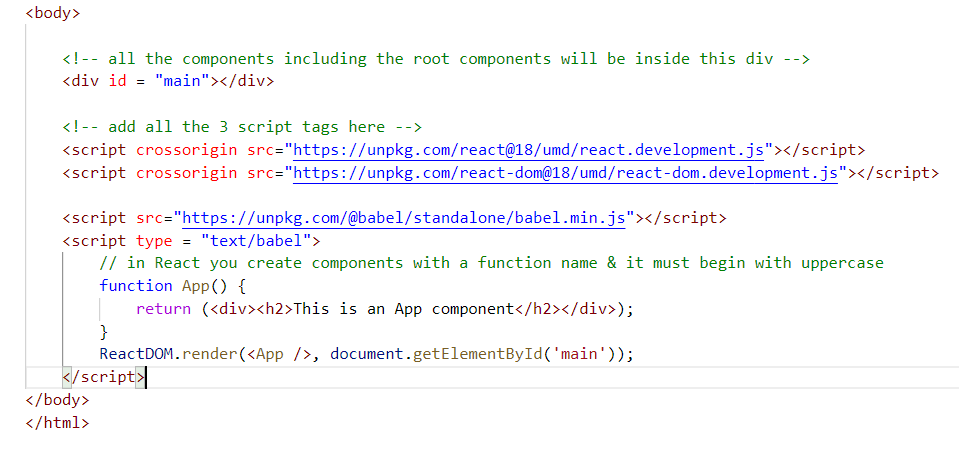 <body>
<!-- all the components including the root components will be inside this div -->
<div id = "main"></div>
<!-- add all the 3 script tags here -->
<script crossorigin src="https://unpkg.com/react@18/umd/react.development.js"></script>
<script crossorigin src="https://unpkg.com/react-dom@18/umd/react-dom.development.js"></script>
<script src="https://unpkg.com/@babel/standalone/babel.min.js"></script>
<script type = "text/babel">
// in React you create components with a function name & it must begin with uppercase
function App() {
return (<div><h2>This is an App component</h2></div>);
}
ReactDOM.render(<App />, document.getElementById('main'));
</script>
</body>
</html>